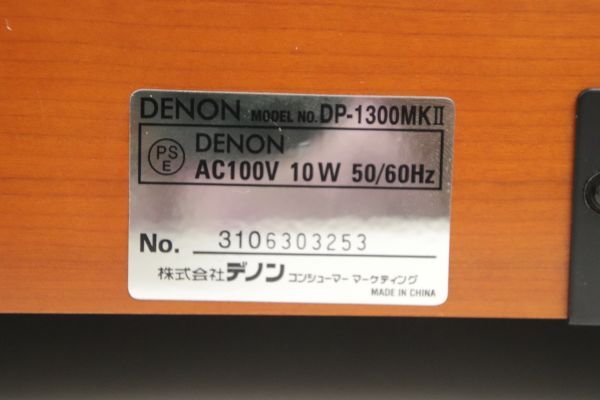 DENON MODEL NO. DP-1300MKII
PS E DENON
AC100V 10W 50/60Hz
No. 3106303253
株式会社デノン コンシューマー マーケティング
MADE IN CHINA